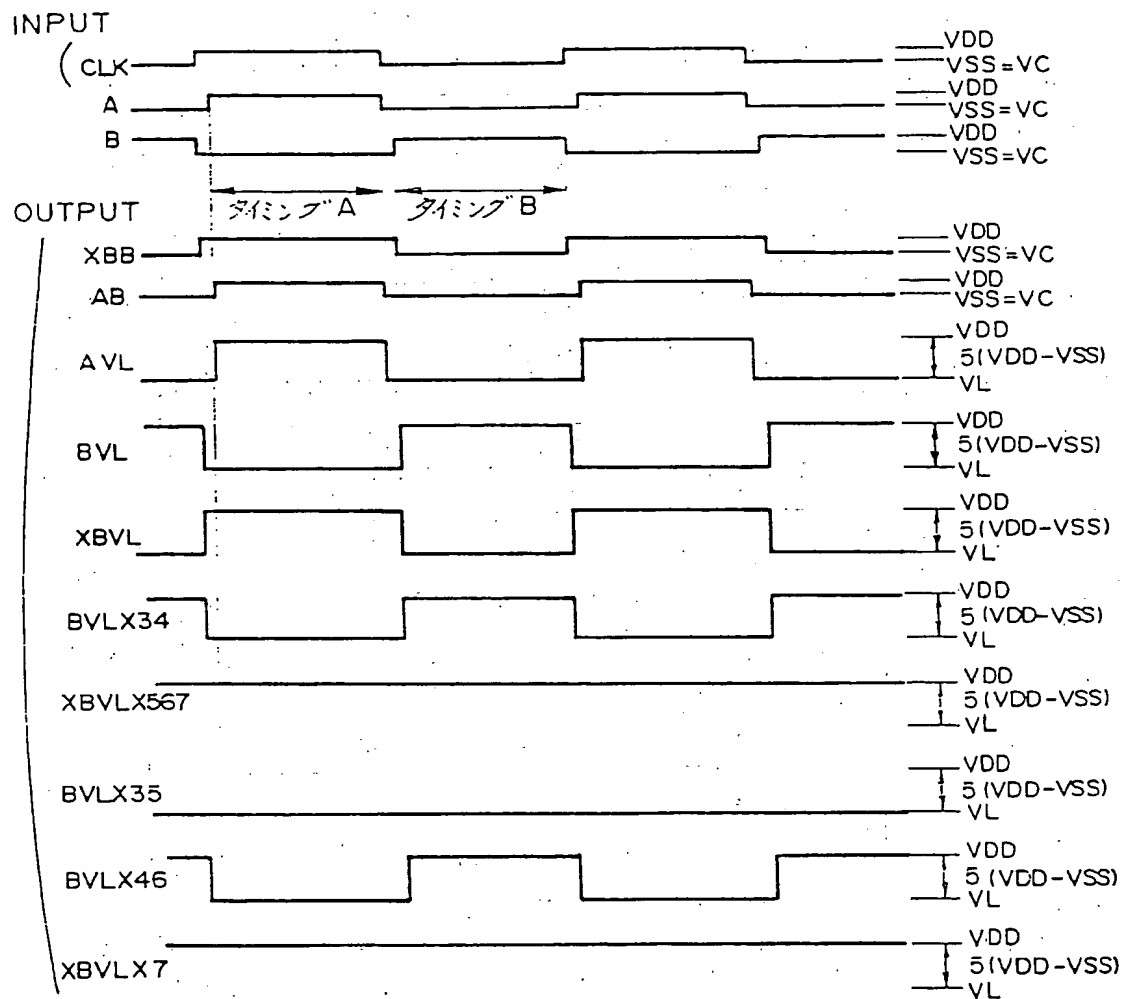 INPUT
CLK
VDD
VSS=VC
A
VDD
VSS=VC
B
VDD
VSS=VC
タイミングA
タイミングB
OUTPUT
XBB
VDD
VSS=VC
AB
VDD
VSS=VC
AVL
VDD
5(VDD-VSS)
VL
BVL
VDD
5(VDD-VSS)
VL
XBVL
VDD
5(VDD-VSS)
VL
BVLX34
VDD
5(VDD-VSS)
VL
XBVLX567
VDD
5(VDD-VSS)
VL
BVLX35
VDD
5(VDD-VSS)
VL
BVLX46
VDD
5(VDD-VSS)
VL
XBVLX7
VDD
5(VDD-VSS)
VL